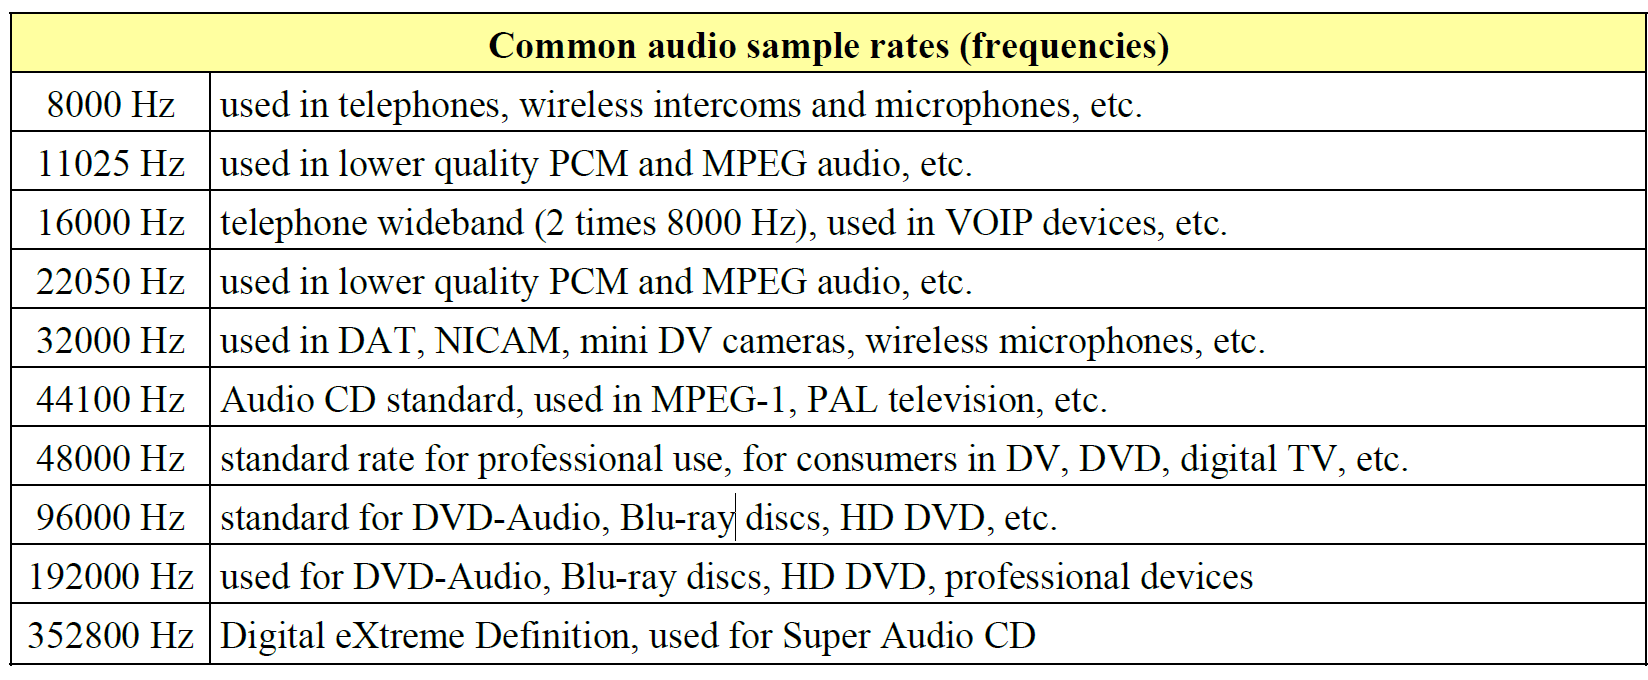 Common audio sample rates (frequencies)
8000 Hz used in telephones, wireless intercoms and microphones, etc.
11025 Hz used in lower quality PCM and MPEG audio, etc.
16000 Hz telephone wideband (2 times 8000 Hz), used in VOIP devices, etc.
22050 Hz used in lower quality PCM and MPEG audio, etc.
32000 Hz used in DAT, NICAM, mini DV cameras, wireless microphones, etc.
44100 Hz Audio CD standard, used in MPEG-1, PAL television, etc.
48000 Hz standard rate for professional use, for consumers in DV, DVD, digital TV, etc.
96000 Hz standard for DVD-Audio, Blu-ray discs, HD DVD, etc.
192000 Hz used for DVD-Audio, Blu-ray discs, HD DVD, professional devices
352800 Hz Digital eXtreme Definition, used for Super Audio CD